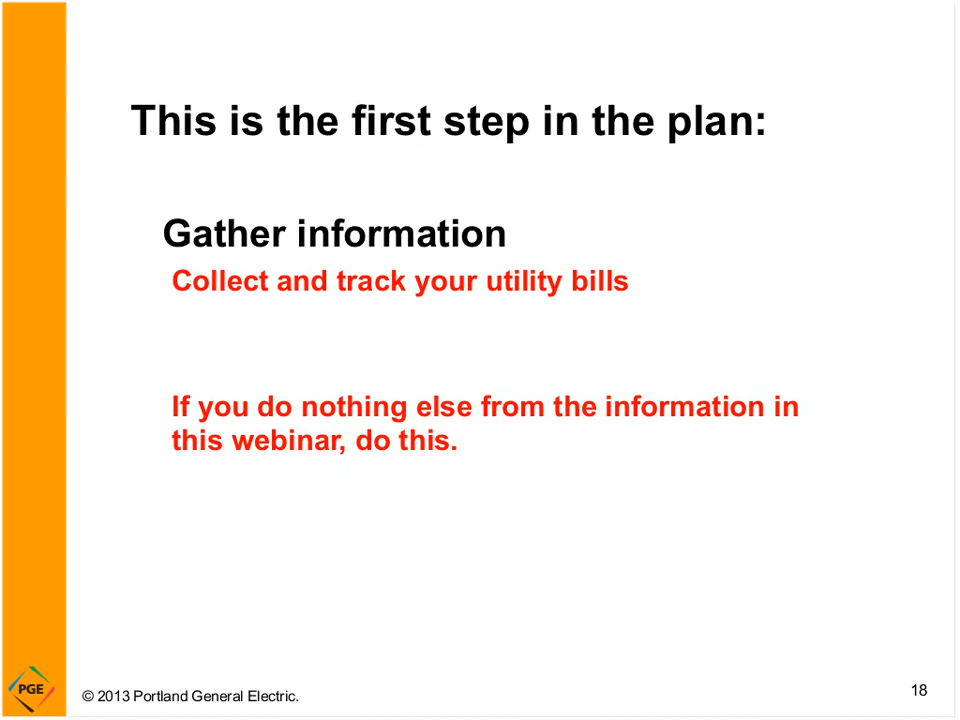 This is the first step in the plan:
Gather information
Collect and track your utility bills
If you do nothing else from the information in
this webinar, do this.
PGE
© 2013 Portland General Electric.
18